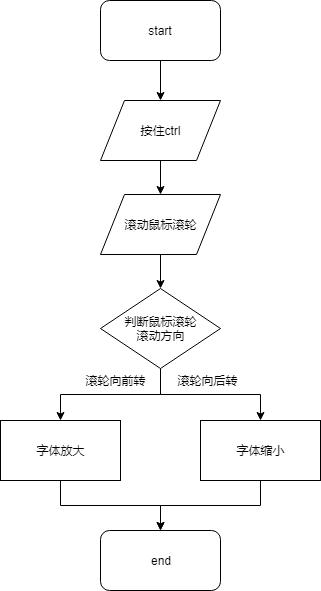 start
按住ctrl
滚动鼠标滚轮
判断鼠标滚轮
滚动方向
滚轮向前转
滚轮向后转
字体放大
字体缩小
end